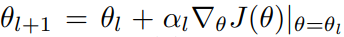 θ_{l+1} = θ_l + α_l ∇_θ J(θ)|_{θ=θ_l}